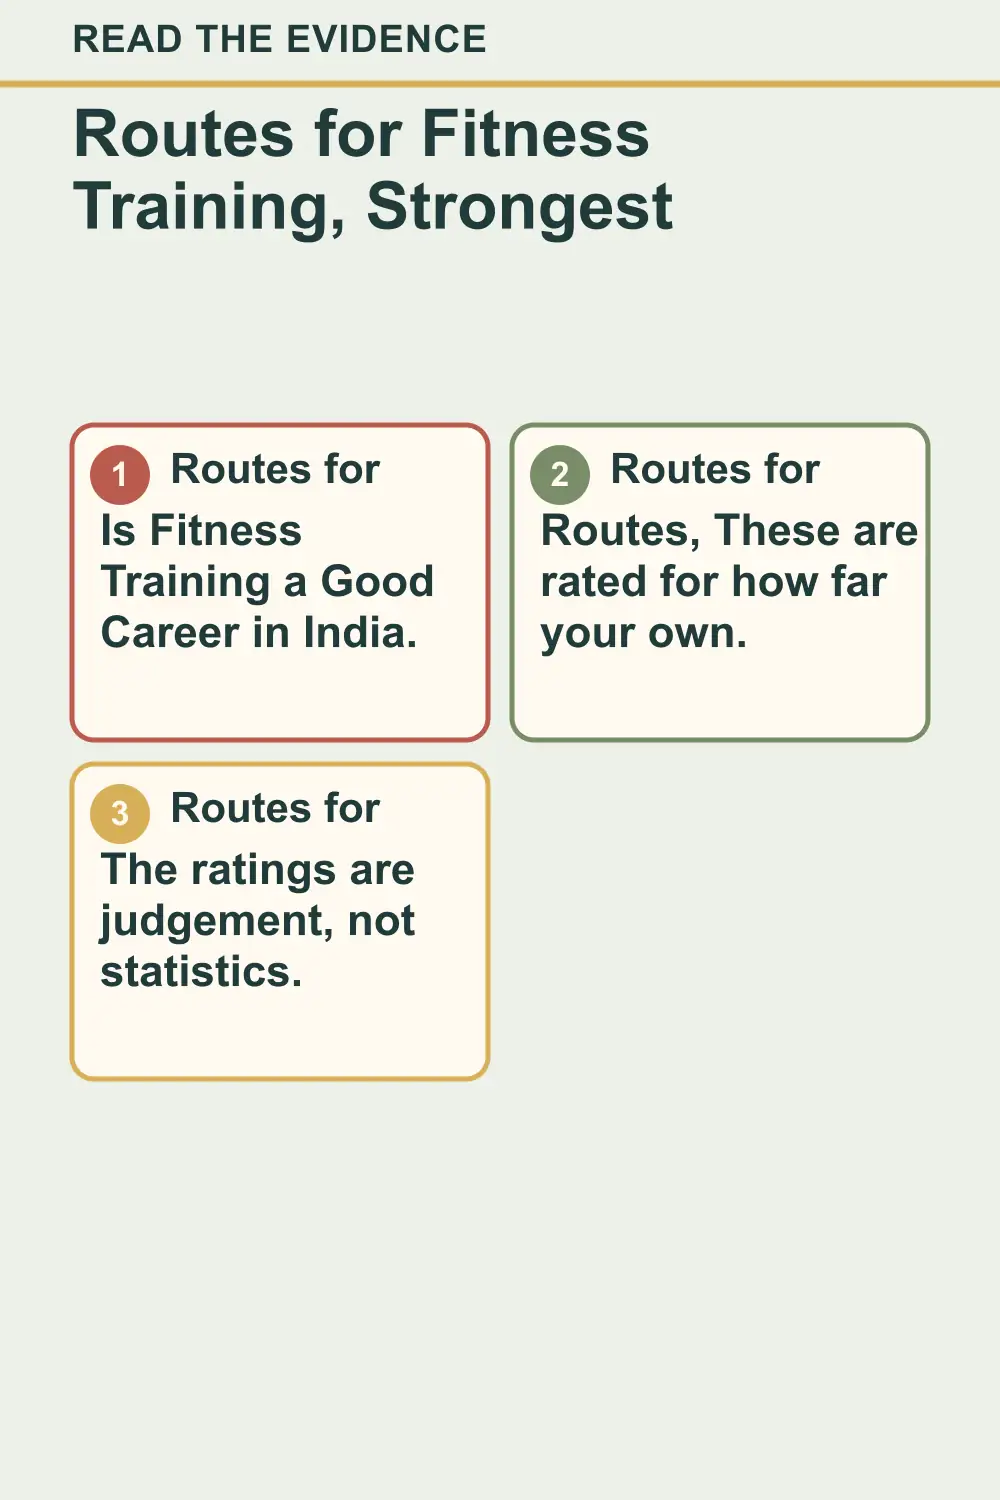 READ THE EVIDENCE
Routes for Fitness
Training, Strongest
1 Routes for
Is Fitness
Training a Good
Career in India.
2 Routes for
Routes, These are
rated for how far
your own.
3 Routes for
The ratings are
judgement, not
statistics.